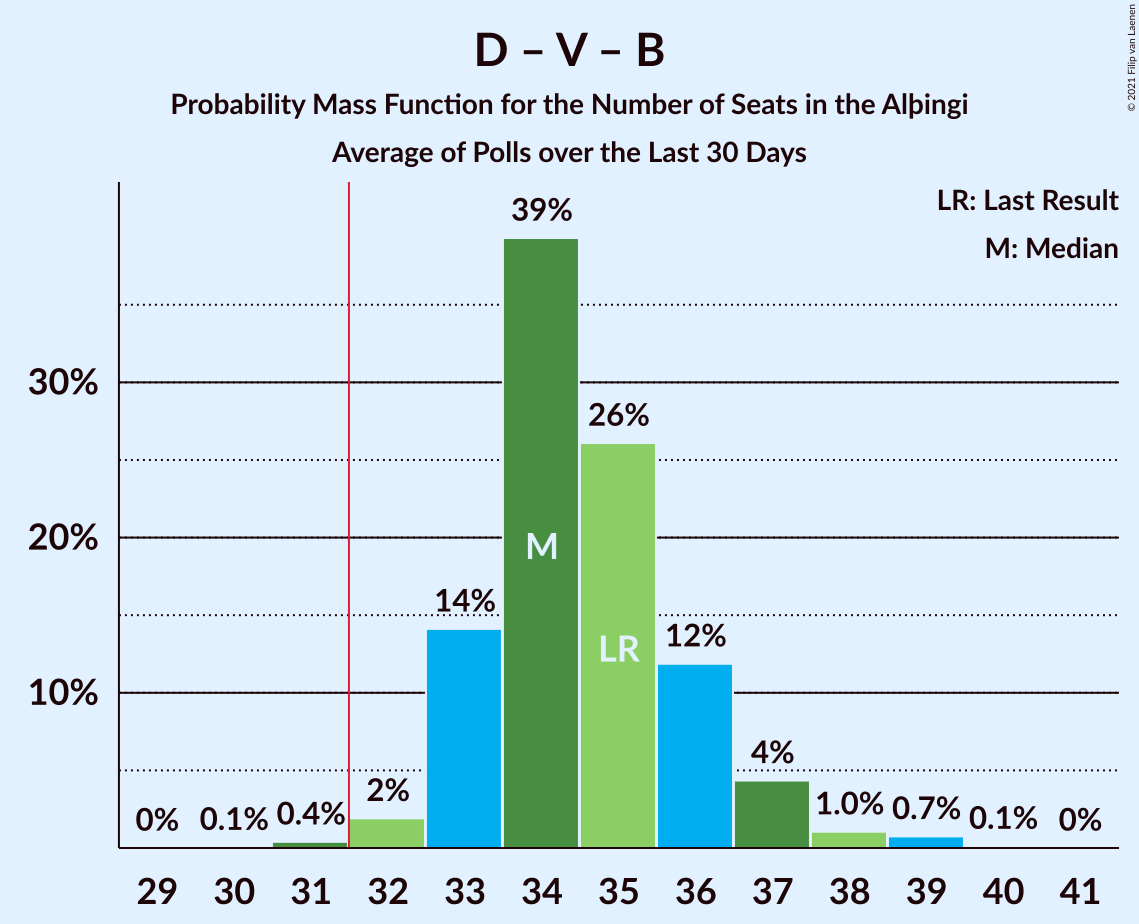 D – V – B
Probability Mass Function for the Number of Seats in the Alþingi
Average of Polls over the Last 30 Days
© 2021 Filip van Laenen
LR: Last Result
M: Median
39%
30%
26%
20%
M
14%
12%
LR
10%
4%
2%
0% 0.1% 0.4% 1.0% 0.7% 0.1% 0%
29 30 31 32 33 34 35 36 37 38 39 40 41